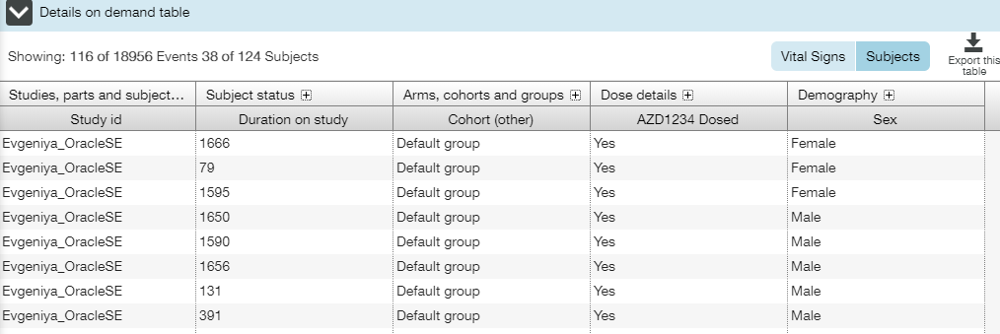 Details on demand table
Showing: 116 of 18956 Events 38 of 124 Subjects
Vital Signs Subjects
Export this
table
Studies, parts and subject... Subject status Arms, cohorts and groups Dose details Demography
Study id Duration on study Cohort (other) AZD1234 Dosed Sex
Evgeniya_OracleSE 1666 Default group Yes Female
Evgeniya_OracleSE 79 Default group Yes Female
Evgeniya_OracleSE 1595 Default group Yes Female
Evgeniya_OracleSE 1650 Default group Yes Male
Evgeniya_OracleSE 1590 Default group Yes Male
Evgeniya_OracleSE 1656 Default group Yes Male
Evgeniya_OracleSE 131 Default group Yes Male
Evgeniya_OracleSE 391 Default group Yes Male